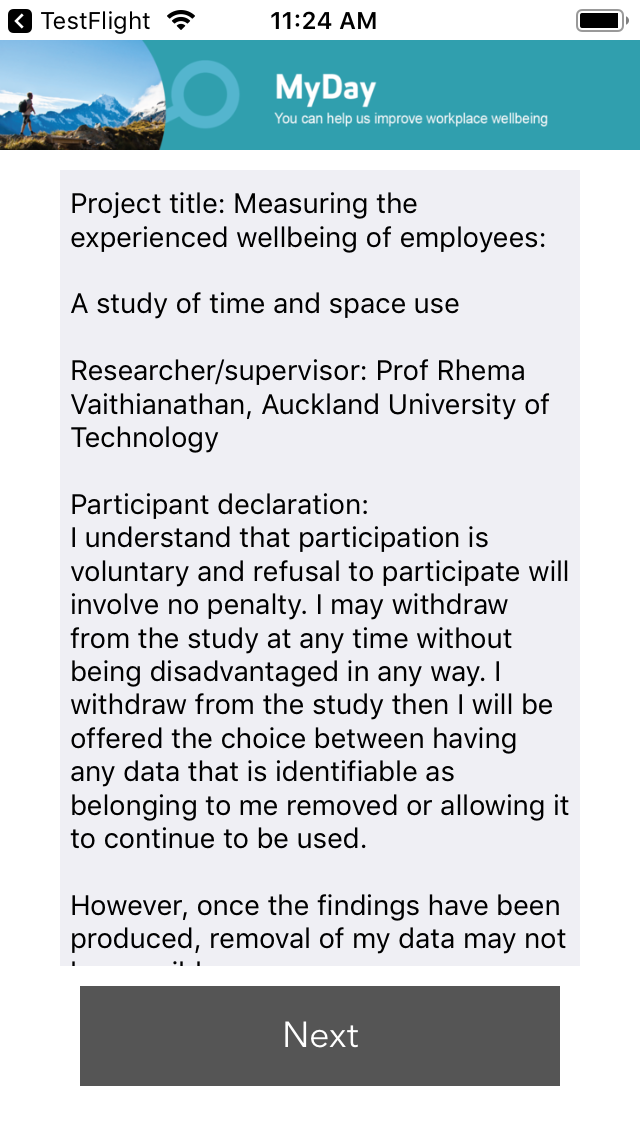 TestFlight
11:24 AM
MyDay
You can help us improve workplace wellbeing
Project title: Measuring the
experienced wellbeing of employees:
A study of time and space use
Researcher/supervisor: Prof Rhema
Vaithianathan, Auckland University of
Technology
Participant declaration:
I understand that participation is
voluntary and refusal to participate will
involve no penalty. I may withdraw
from the study at any time without
being disadvantaged in any way. I
withdraw from the study then I will be
offered the choice between having
any data that is identifiable as
belonging to me removed or allowing it
to continue to be used.
However, once the findings have been
produced, removal of my data may not
Next